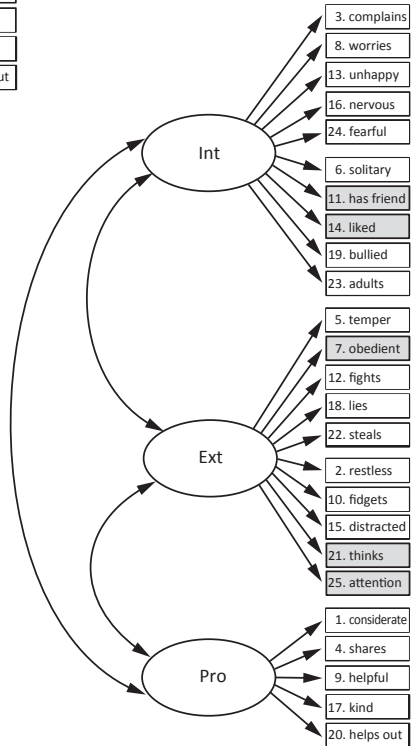 ut
3. complains
8. worries
13. unhappy
16. nervous
24. fearful
Int
6. solitary
11. has friend
14. liked
19. bullied
23. adults
5. temper
7. obedient
12. fights
18. lies
22. steals
Ext
2. restless
10. fidgets
15. distracted
21. thinks
25. attention
1. considerate
4. shares
Pro
9. helpful
17. kind
20. helps out